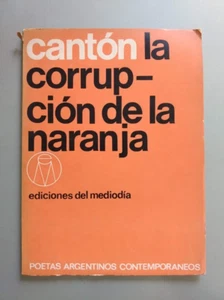 cantón la
corrup-
ción de la
naranja
ediciones del mediodía
POETAS ARGENTINOS CONTEMPORANEOS